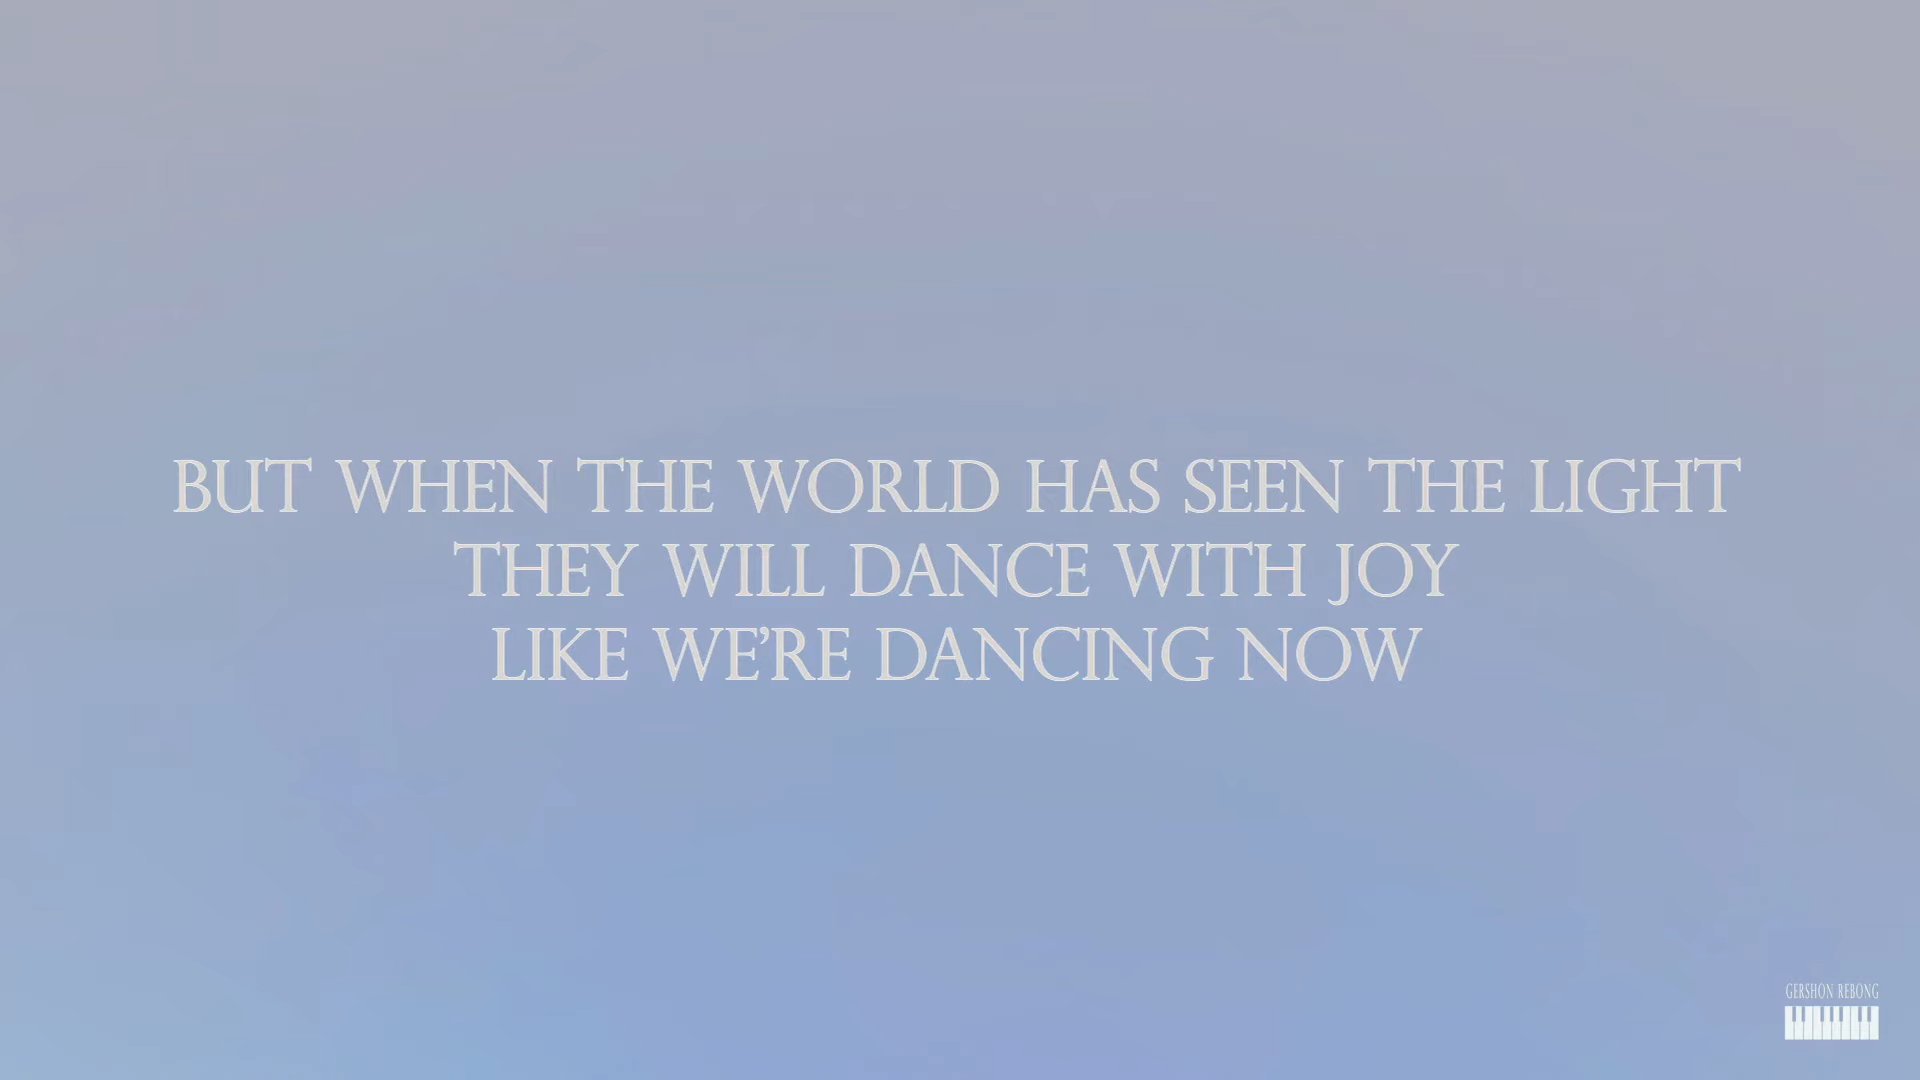 BUT WHEN THE WORLD HAS SEEN THE LIGHT
THEY WILL DANCE WITH JOY
LIKE WE’RE DANCING NOW
GERSHON REBONG